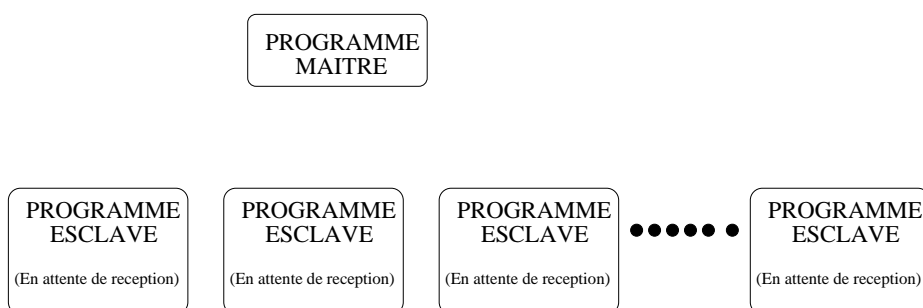 PROGRAMME
MAITRE
PROGRAMME
ESCLAVE
(En attente de reception)
PROGRAMME
ESCLAVE
(En attente de reception)
PROGRAMME
ESCLAVE
(En attente de reception)
PROGRAMME
ESCLAVE
(En attente de reception)